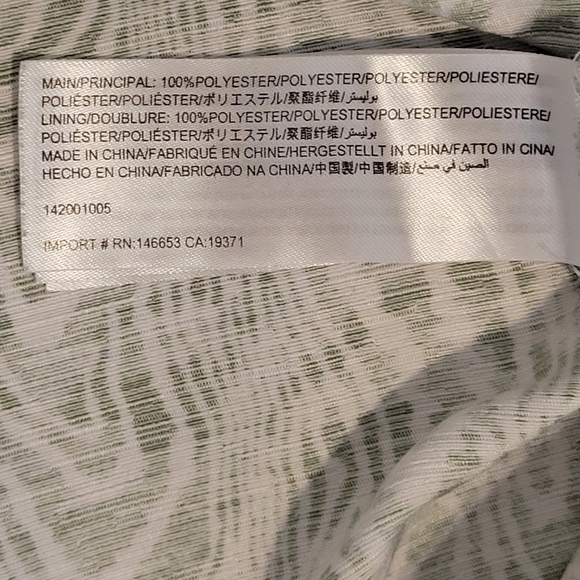 MAIN/PRINCIPAL: 100%POLYESTER/POLYESTER/POLYESTER/POLIESTERE/
POLIÉSTER/POLIÉSTER/ポリエステル/聚酯纤维/بوليستر
LINING/DOUBLURE: 100%POLYESTER/POLYESTER/POLYESTER/POLIESTERE/
POLIÉSTER/POLIÉSTER/ポリエステル/聚酯纤维/بوليستر
MADE IN CHINA/FABRIQUÉ EN CHINE/HERGESTELLT IN CHINA/FATTO IN CINA/
HECHO EN CHINA/FABRICADO NA CHINA/中国製/中国制造/الصين في صنع
142001005
IMPORT # RN:146653 CA:19371